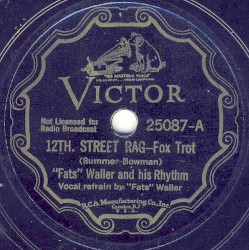 "HIS MASTER'S VOICE"
VICTOR
Not Licensed for
Radio Broadcast
25087-A
12TH. STREET RAG–Fox Trot
(Summer-Bowman)
"Fats" Waller and his Rhythm
Vocal refrain by "Fats" Waller
R.C.A. Manufacturing Co., Inc.
Camden, N.J.
U.S.A.